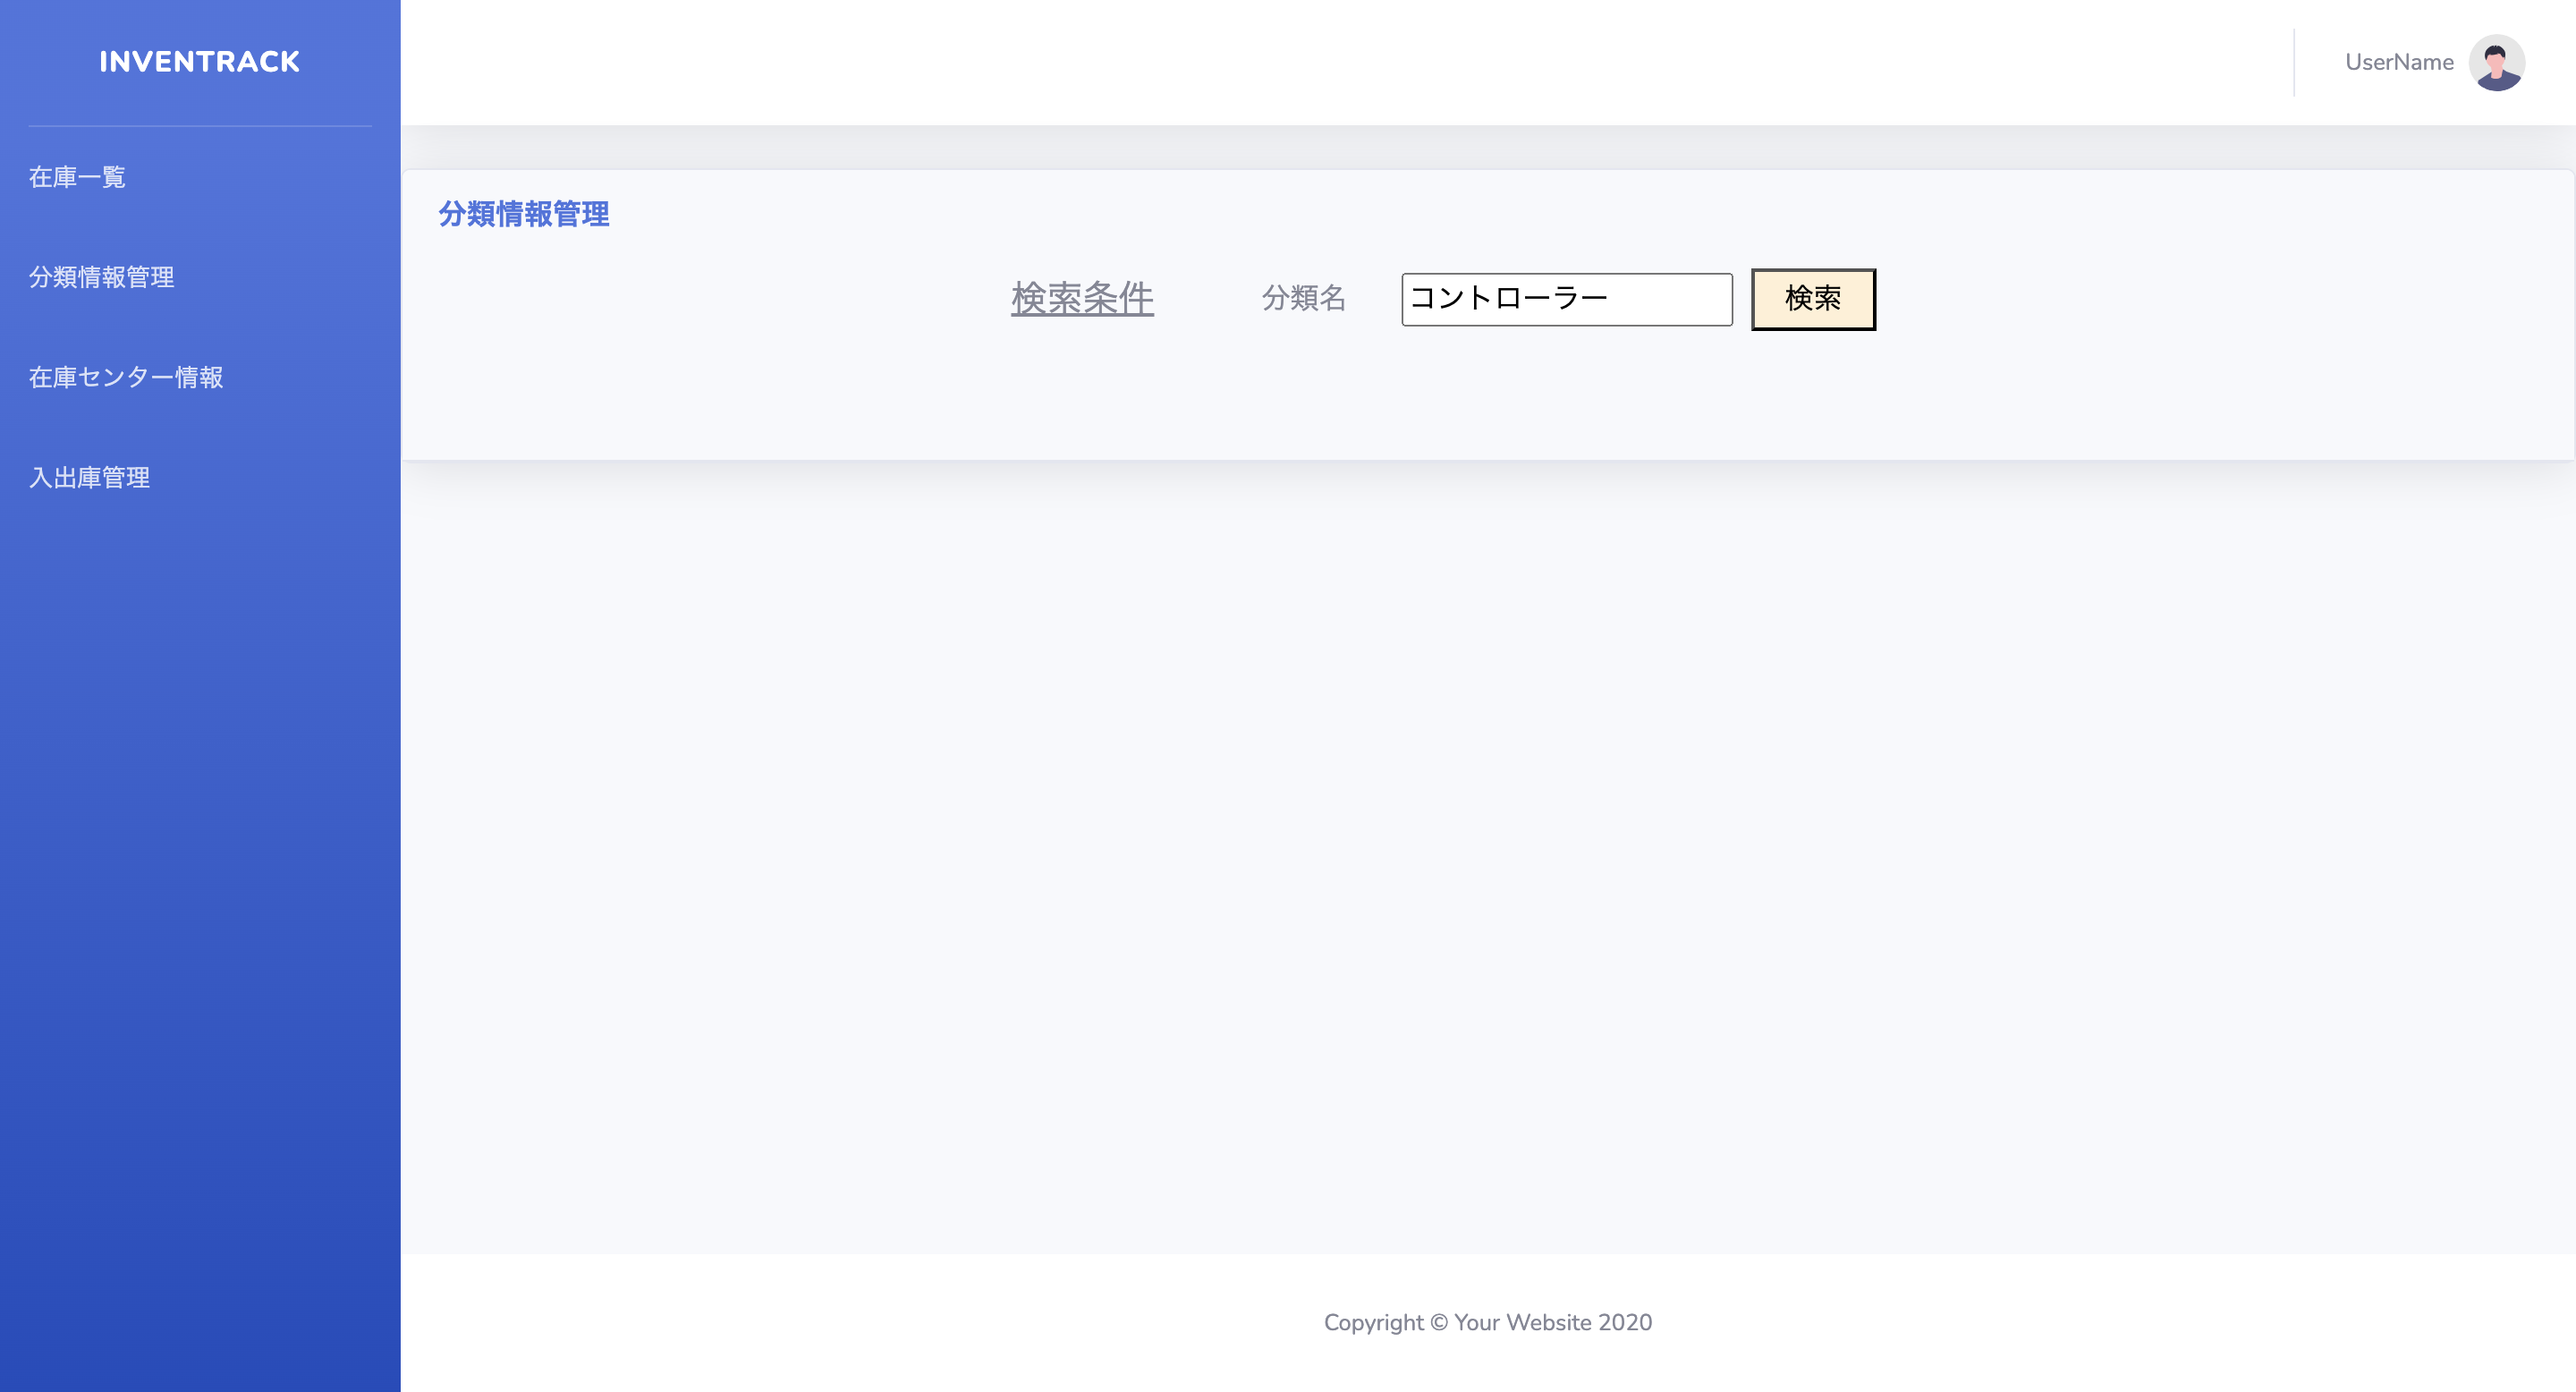 INVENTRACK
在庫一覧
分類情報管理
在庫センター情報
入出庫管理
UserName
分類情報管理
検索条件 分類名 コントローラー 検索
Copyright © Your Website 2020